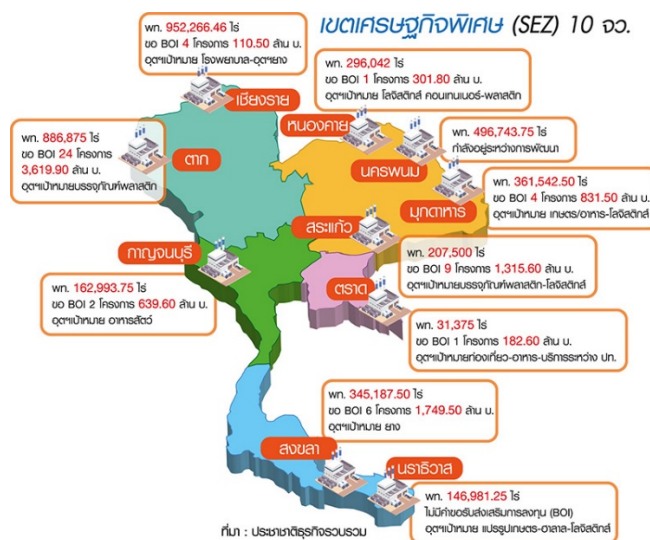 เขตเศรษฐกิจพิเศษ (SEZ) 10 จว.
พท. 952,266.46 ไร่
ขอ BOI 4 โครงการ 110.50 ล้าน บ.
อุตฯเป้าหมาย โรงพยาบาล-อุตฯยาง
เชียงราย
พท. 296,042 ไร่
ขอ BOI 1 โครงการ 301.80 ล้าน บ.
อุตฯเป้าหมาย โลจิสติกส์ คอนเทนเนอร์-พลาสติก
หนองคาย
พท. 886,875 ไร่
ขอ BOI 24 โครงการ
3,619.90 ล้าน บ.
อุตฯเป้าหมายบรรจุภัณฑ์พลาสติก
ตาก
พท. 496,743.75 ไร่
กำลังอยู่ระหว่างการพัฒนา
นครพนม
พท. 361,542.50 ไร่
ขอ BOI 4 โครงการ 831.50 ล้าน บ.
อุตฯเป้าหมาย เกษตร/อาหาร-โลจิสติกส์
มุกดาหาร
สระแก้ว
พท. 207,500 ไร่
ขอ BOI 9 โครงการ 1,315.60 ล้าน บ.
อุตฯเป้าหมายบรรจุภัณฑ์พลาสติก-โลจิสติกส์
กาญจนบุรี
พท. 162,993.75 ไร่
ขอ BOI 2 โครงการ 639.60 ล้าน บ.
อุตฯเป้าหมาย อาหารสัตว์
ตราด
พท. 31,375 ไร่
ขอ BOI 1 โครงการ 182.60 ล้าน บ.
อุตฯเป้าหมายท่องเที่ยว-อาหาร-บริการระหว่าง ปท.
พท. 345,187.50 ไร่
ขอ BOI 6 โครงการ 1,749.50 ล้าน บ.
อุตฯเป้าหมาย ยาง
สงขลา
นราธิวาส
พท. 146,981.25 ไร่
ไม่มีคำขอรับส่งเสริมการลงทุน (BOI)
อุตฯเป้าหมาย แปรรูปเกษตร-ฮาลาล-โลจิสติกส์
ที่มา : ประชาชาติธุรกิจรวบรวม